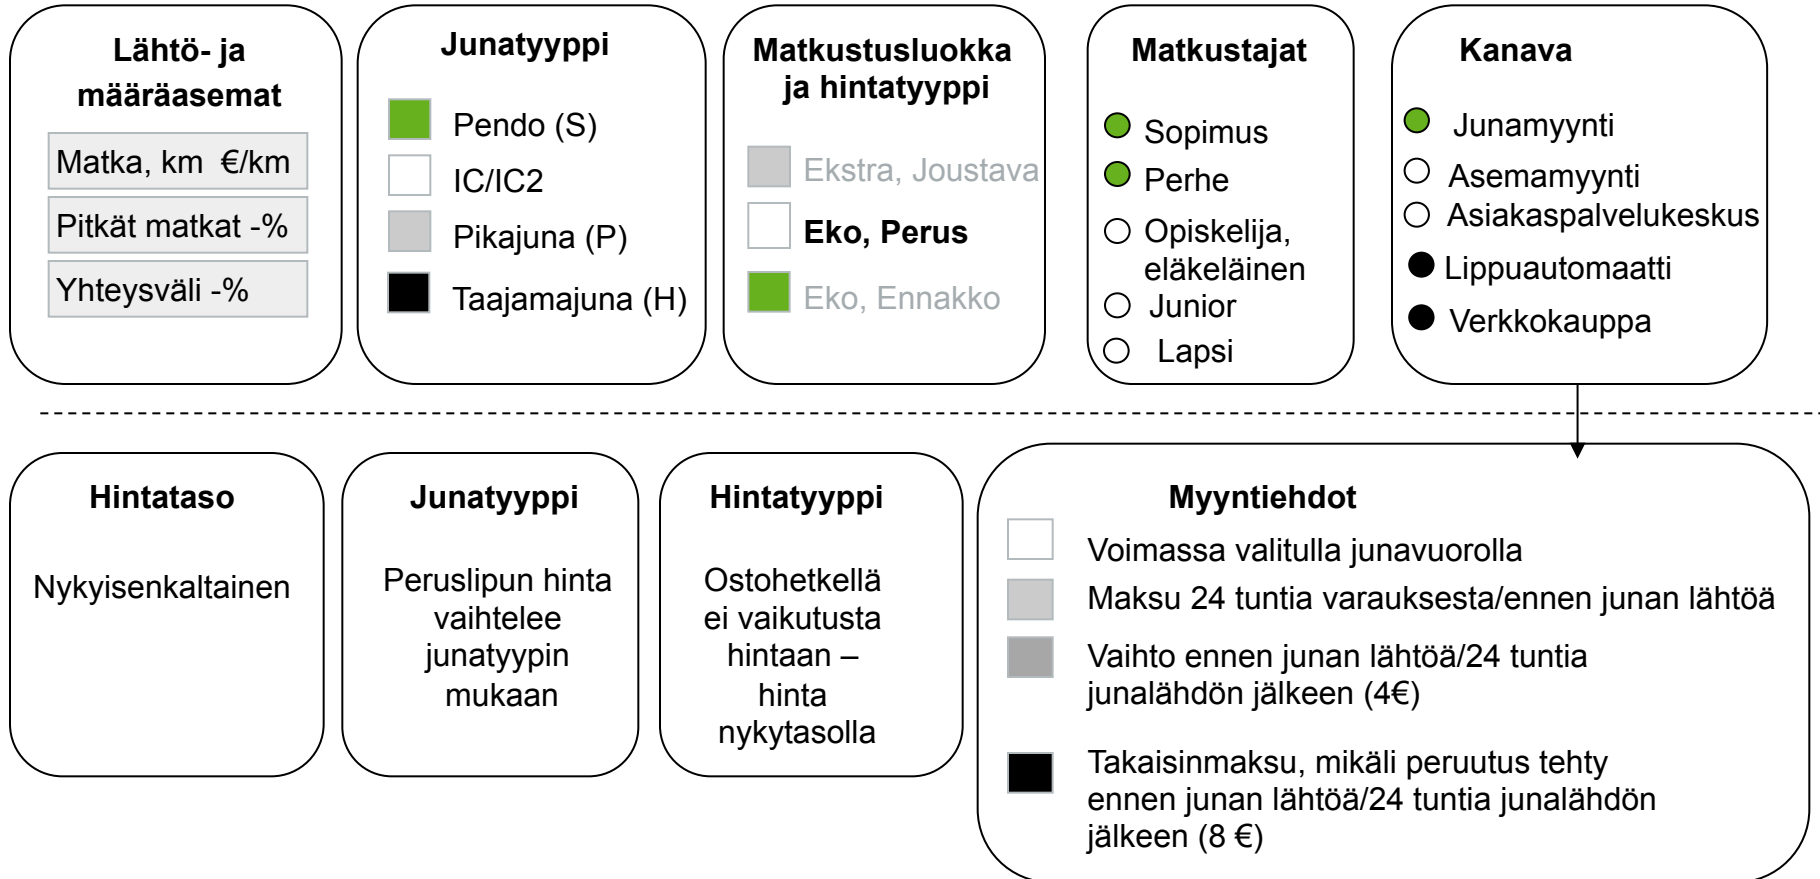 Lähtö- ja
määräasemat
Matka, km €/km
Pitkät matkat -%
Yhteysväli -%
Junatyyppi
Pendo (S)
IC/IC2
Pikajuna (P)
Taajamajuna (H)
Matkustusluokka
ja hintatyyppi
Ekstra, Joustava
Eko, Perus
Eko, Ennakko
Matkustajat
Sopimus
Perhe
Opiskelija,
eläkeläinen
Junior
Lapsi
Kanava
Junamyynti
Asemamyynti
Asiakaspalvelukeskus
Lippuautomaatti
Verkkokauppa
Hintataso
Nykyisenkaltainen
Junatyyppi
Peruslipun hinta
vaihtelee
junatyypin
mukaan
Hintatyyppi
Ostohetkellä
ei vaikutusta
hintaan –
hinta
nykytasolla
Myyntiehdot
Voimassa valitulla junavuorolla
Maksu 24 tuntia varauksesta/ennen junan lähtöä
Vaihto ennen junan lähtöä/24 tuntia
junalähdön jälkeen (4€)
Takaisinmaksu, mikäli peruutus tehty
ennen junan lähtöä/24 tuntia junalähdön
jälkeen (8 €)